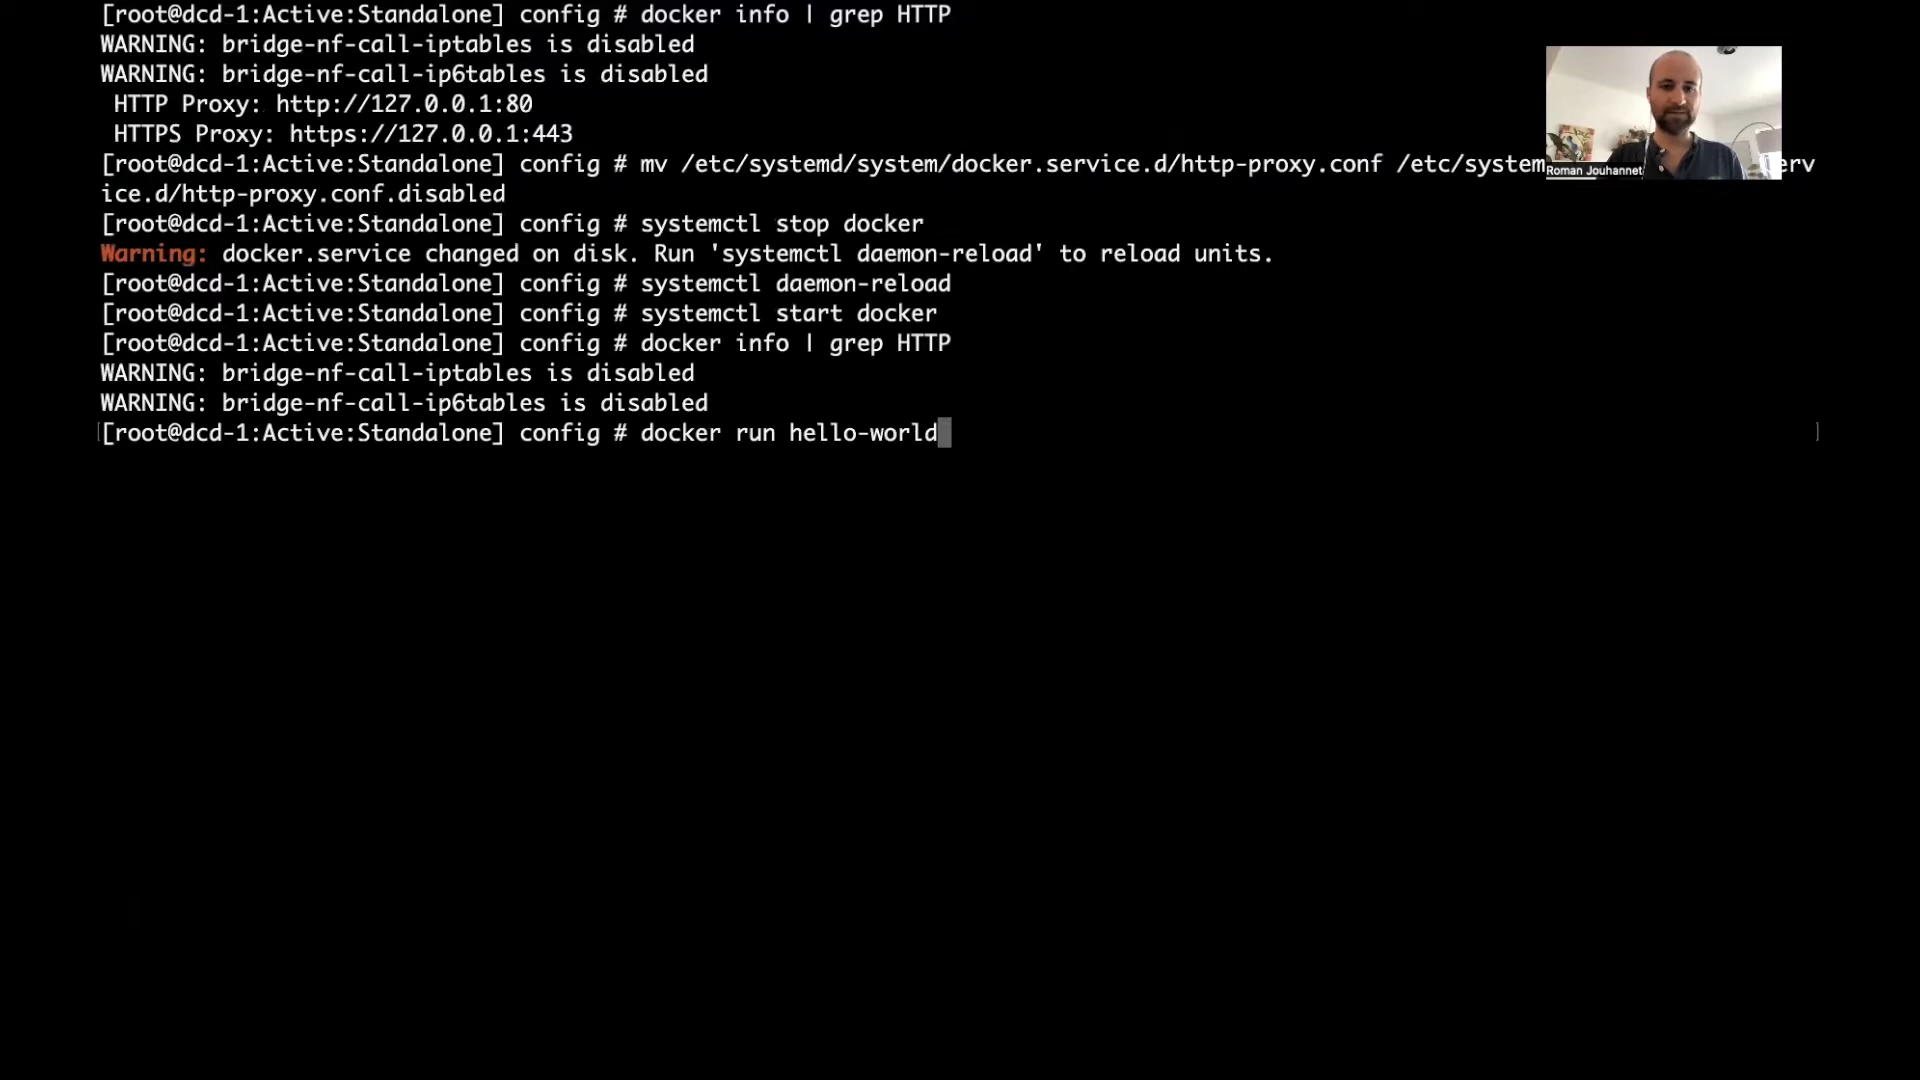 [root@dcd-1:Active:Standalone] config # docker info | grep HTTP
WARNING: bridge-nf-call-iptables is disabled
WARNING: bridge-nf-call-ip6tables is disabled
HTTP Proxy: http://127.0.0.1:80
HTTPS Proxy: https://127.0.0.1:443
[root@dcd-1:Active:Standalone] config # mv /etc/systemd/system/docker.service.d/http-proxy.conf /etc/system erv
ice.d/http-proxy.conf.disabled
[root@dcd-1:Active:Standalone] config # systemctl stop docker
Warning: docker.service changed on disk. Run 'systemctl daemon-reload' to reload units.
[root@dcd-1:Active:Standalone] config # systemctl daemon-reload
[root@dcd-1:Active:Standalone] config # systemctl start docker
[root@dcd-1:Active:Standalone] config # docker info | grep HTTP
WARNING: bridge-nf-call-iptables is disabled
WARNING: bridge-nf-call-ip6tables is disabled
[root@dcd-1:Active:Standalone] config # docker run hello-world
Roman Jouhannet